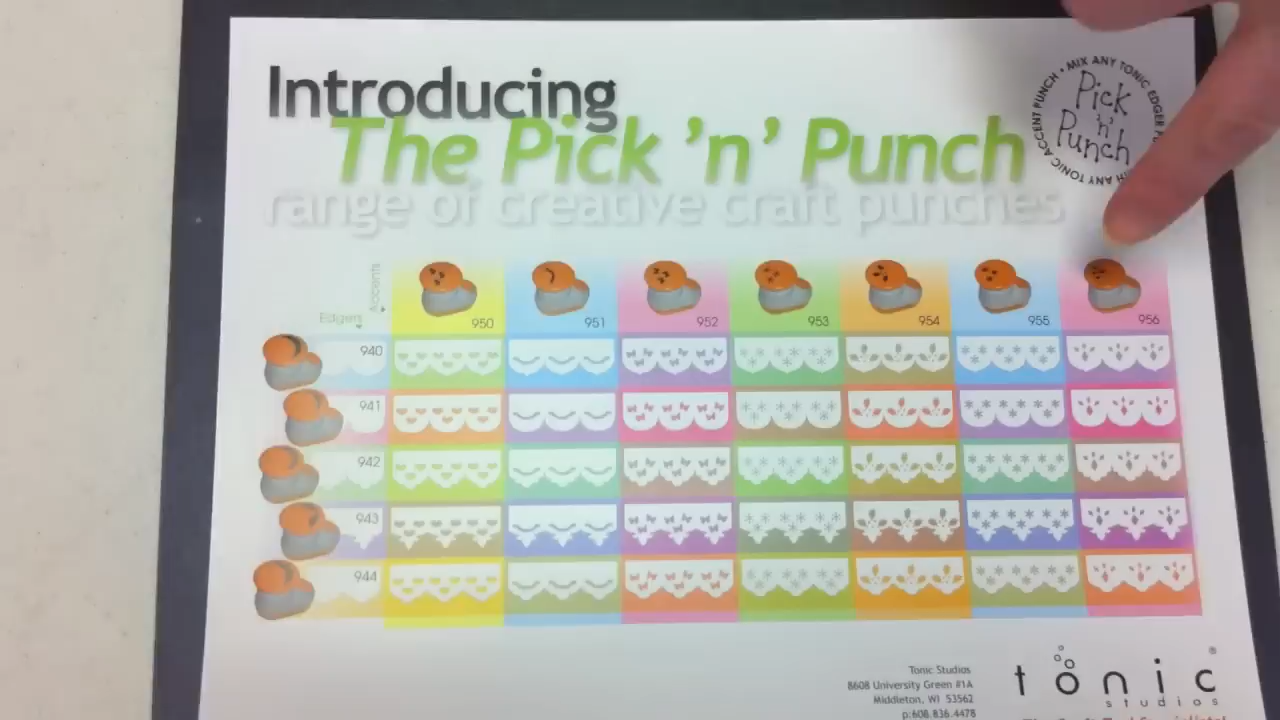 Introducing
The Pick 'n' Punch
range of creative craft punches
MIX ANY TONIC EDGER
ANY TONIC ACCENT PUNCH •
Pick
'n'
Punch
Accents
Edgers
950 951 952 953 954 955 956
940
941
942
943
944
Tonic Studios
8608 University Green #1A
Middleton, WI 53562
p:608.836.4478
tonic®
studios